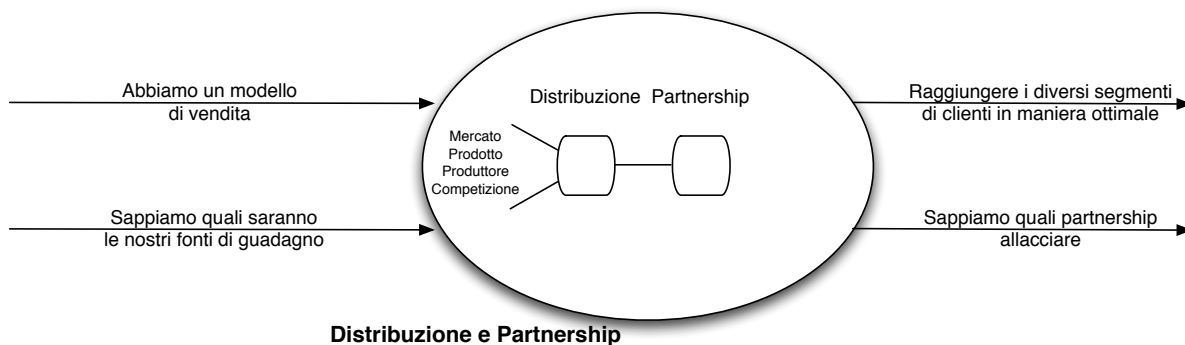 Abbiamo un modello
di vendita
Sappiamo quali saranno
le nostri fonti di guadagno
Distribuzione Partnership
Mercato
Prodotto
Produttore
Competizione
Raggiungere i diversi segmenti
di clienti in maniera ottimale
Sappiamo quali partnership
allacciare
Distribuzione e Partnership